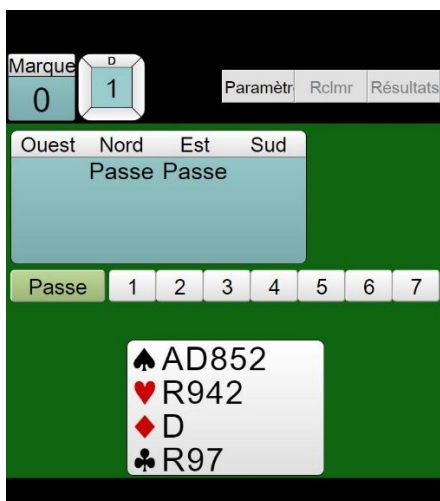 Marque D
0 1 Paramètr Rclmr Résultats
Ouest Nord Est Sud
Passe Passe
Passe 1 2 3 4 5 6 7
♠ AD852
♥ R942
♦ D
♣ R97